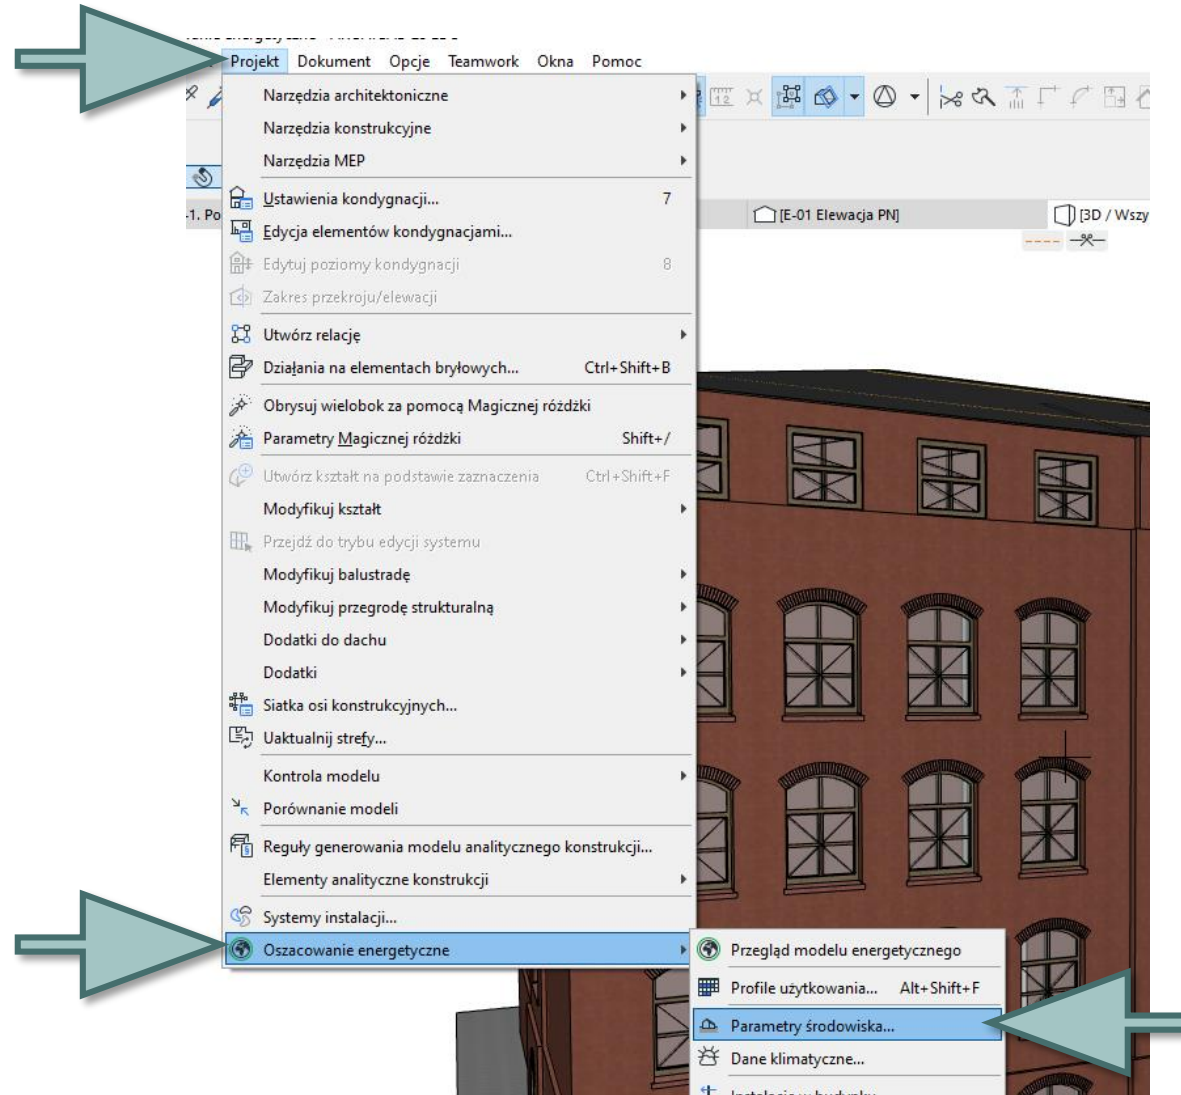 Projekt Dokument Opcje Teamwork Okna Pomoc
Narzędzia architektoniczne
Narzędzia konstrukcyjne
Narzędzia MEP
Ustawienia kondygnacji... 7
-1. Po
[E-01 Elewacja PN]
[3D / Wszy
Edycja elementów kondygnacjami...
Edytuj poziomy kondygnacji 8
Zakres przekroju/elewacji
Utwórz relację
Działania na elementach bryłowych... Ctrl+Shift+B
Obrysuj wielobok za pomocą Magicznej różdżki
Parametry Magicznej różdżki Shift+/
Utwórz kształt na podstawie zaznaczenia Ctrl+Shift+F
Modyfikuj kształt
Przejdź do trybu edycji systemu
Modyfikuj balustradę
Modyfikuj przegrodę strukturalną
Dodatki do dachu
Dodatki
Siatka osi konstrukcyjnych...
Uaktualnij strefy...
Kontrola modelu
Porównanie modeli
Reguły generowania modelu analitycznego konstrukcji...
Elementy analityczne konstrukcji
Systemy instalacji...
Oszacowanie energetyczne
Przegląd modelu energetycznego
Profile użytkowania... Alt+Shift+F
Parametry środowiska...
Dane klimatyczne...